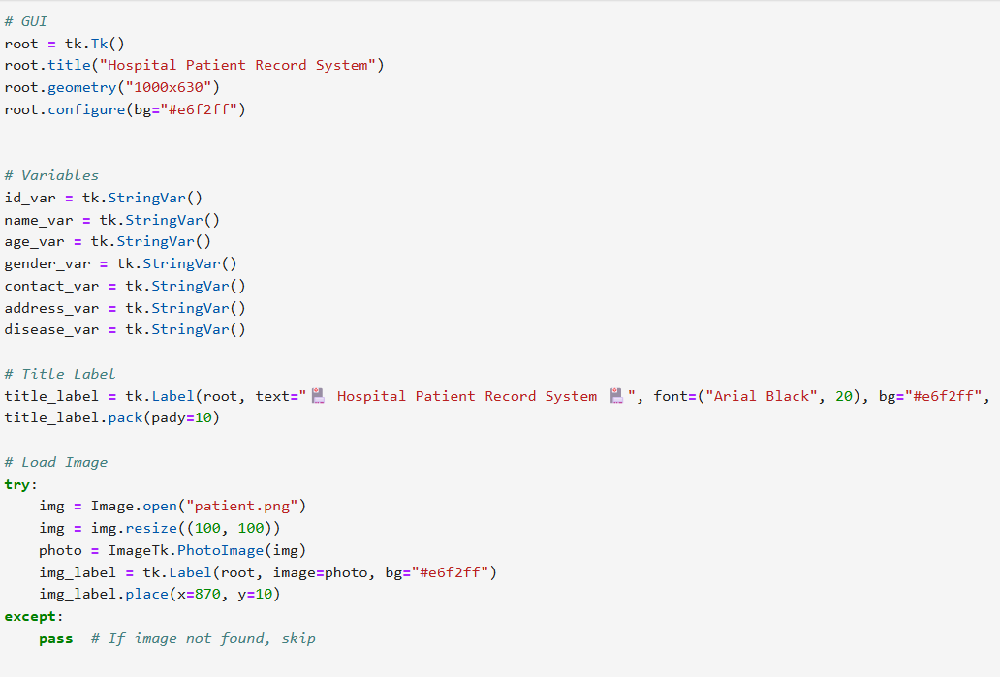 # GUI
root = tk.Tk()
root.title("Hospital Patient Record System")
root.geometry("1000x630")
root.configure(bg="#e6f2ff")
# Variables
id_var = tk.StringVar()
name_var = tk.StringVar()
age_var = tk.StringVar()
gender_var = tk.StringVar()
contact_var = tk.StringVar()
address_var = tk.StringVar()
disease_var = tk.StringVar()
# Title Label
title_label = tk.Label(root, text="🏥 Hospital Patient Record System 🏥", font=("Arial Black", 20), bg="#e6f2ff",
title_label.pack(pady=10)
# Load Image
try:
    img = Image.open("patient.png")
    img = img.resize((100, 100))
    photo = ImageTk.PhotoImage(img)
    img_label = tk.Label(root, image=photo, bg="#e6f2ff")
    img_label.place(x=870, y=10)
except:
    pass  # If image not found, skip